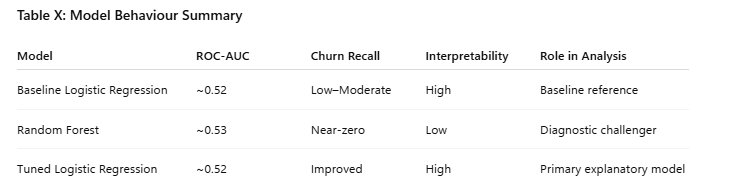 Table X: Model Behaviour Summary
Model ROC-AUC Churn Recall Interpretability Role in Analysis
Baseline Logistic Regression ~0.52 Low–Moderate High Baseline reference
Random Forest ~0.53 Near-zero Low Diagnostic challenger
Tuned Logistic Regression ~0.52 Improved High Primary explanatory model